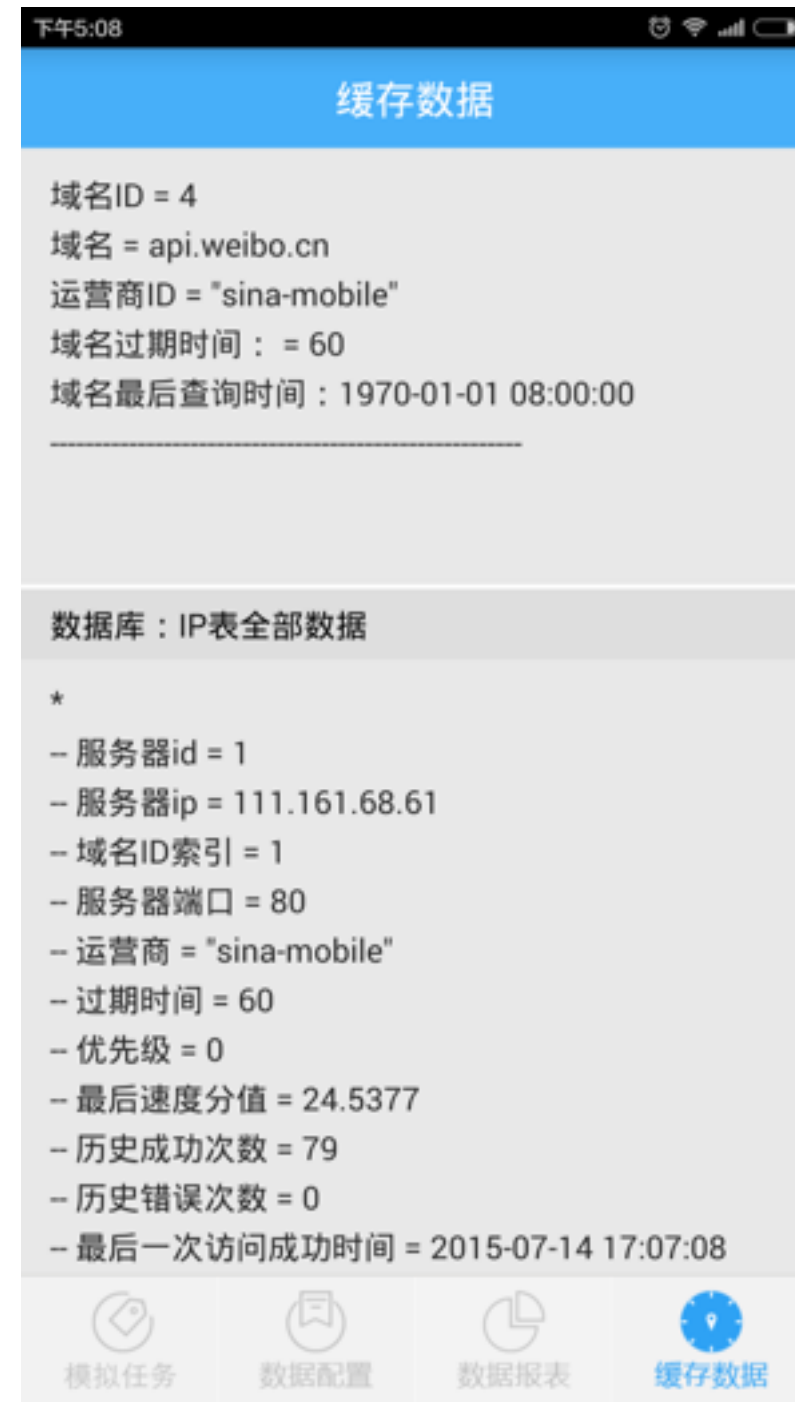 下午5:08
缓存数据
域名ID = 4
域名 = api.weibo.cn
运营商ID = "sina-mobile"
域名过期时间： = 60
域名最后查询时间：1970-01-01 08:00:00
-----------------------------------------------------
数据库：IP表全部数据
*
-- 服务器id = 1
-- 服务器ip = 111.161.68.61
-- 域名ID索引 = 1
-- 服务器端口 = 80
-- 运营商 = "sina-mobile"
-- 过期时间 = 60
-- 优先级 = 0
-- 最后速度分值 = 24.5377
-- 历史成功次数 = 79
-- 历史错误次数 = 0
-- 最后一次访问成功时间 = 2015-07-14 17:07:08
模拟任务 数据配置 数据报表 缓存数据